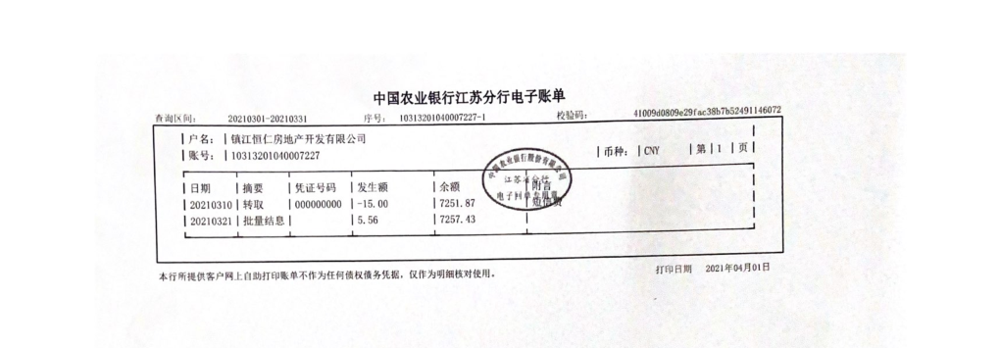 中国农业银行江苏分行电子账单
查询区间： 20210301-20210331 序号： 10313201040007227-1 校验码： 41009d0809e29fac38b7b52491146072
户名： 镇江恒仁房地产开发有限公司
账号： 10313201040007227 币种： CNY 第 1 页
中国农业银行股份有限公司
江苏省分行
电子回单专用章
日期 摘要 凭证号码 发生额 余额 附言
20210310 转取 000000000 -15.00 7251.87 短信费
20210321 批量结息 5.56 7257.43
本行所提供客户网上自助打印账单不作为任何债权债务凭据，仅作为明细核对使用。 打印日期 2021年04月01日